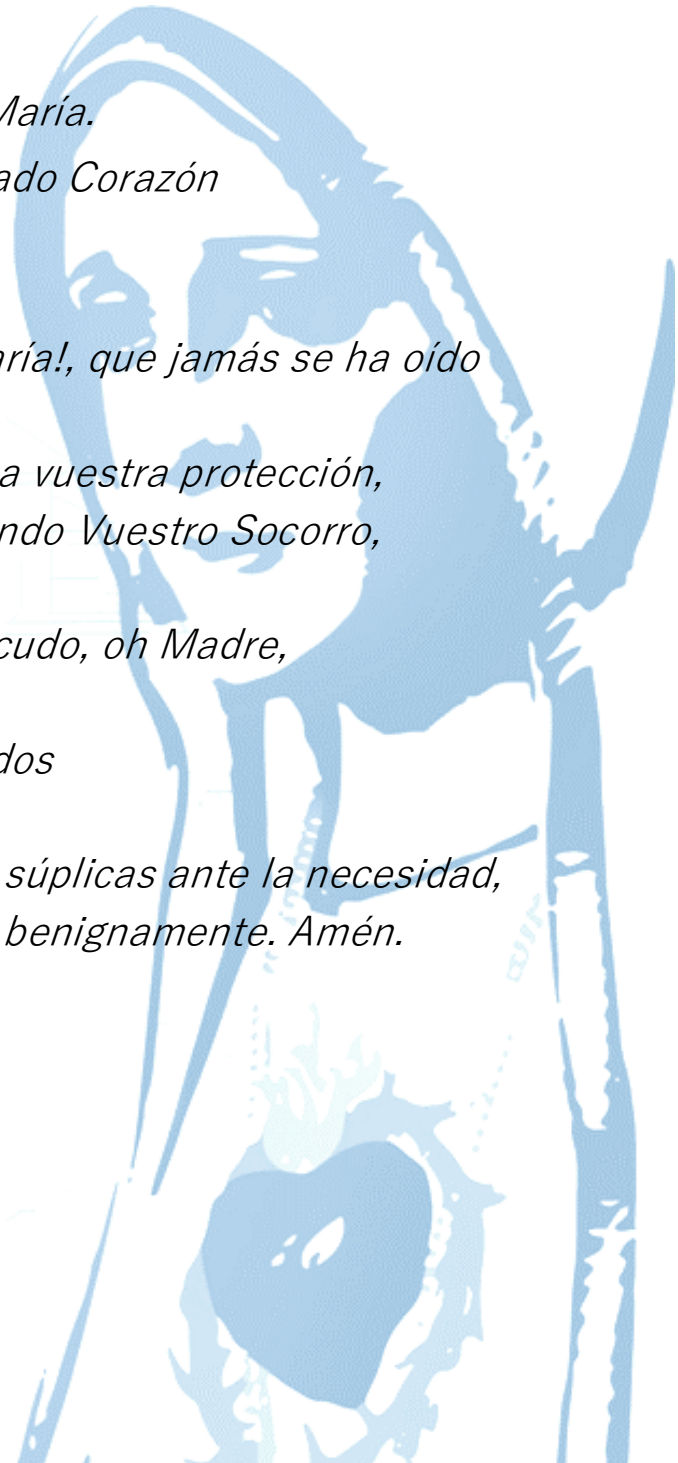 María.
ado Corazón
aría!, que jamás se ha oído
a vuestra protección,
ndo Vuestro Socorro,
cudo, oh Madre,
dos
súplicas ante la necesidad,
benignamente. Amén.